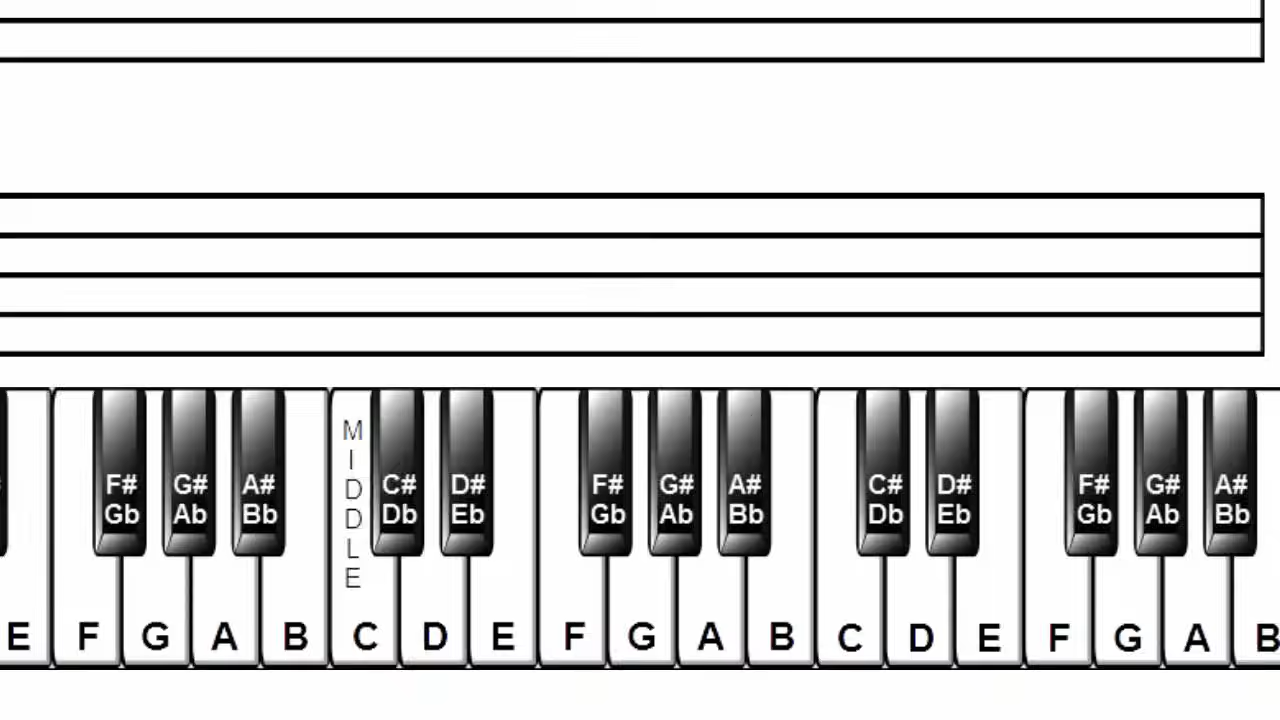 M
I
D
D
L
E
F# G# A# C# D# F# G# A# C# D# F# G# A#
Gb Ab Bb Db Eb Gb Ab Bb Db Eb Gb Ab Bb
E F G A B C D E F G A B C D E F G A B